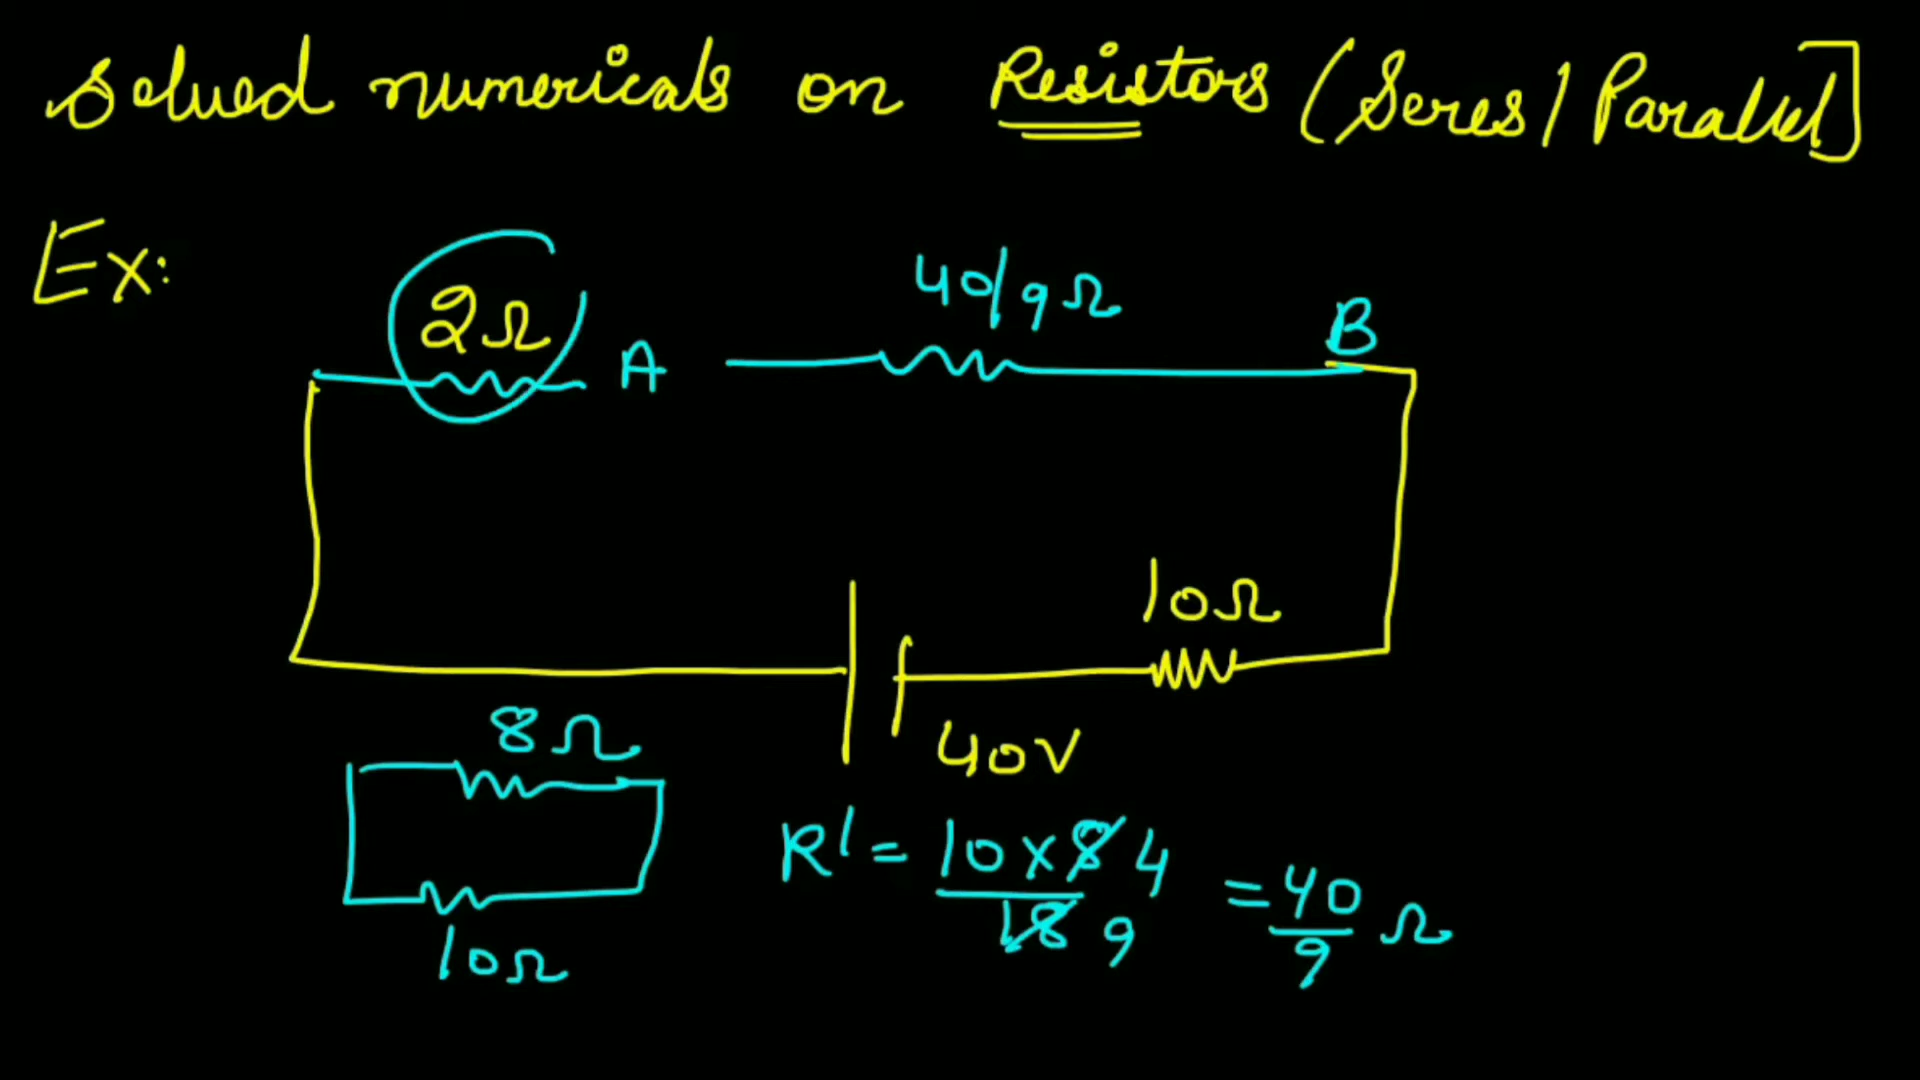 Solved numericals on Resistors (Seres/Parallel]
Ex:
2Ω
A
40/9Ω
B
10Ω
40V
8Ω
10Ω
R' = 10×8 4 / 18 9 = 40/9 Ω